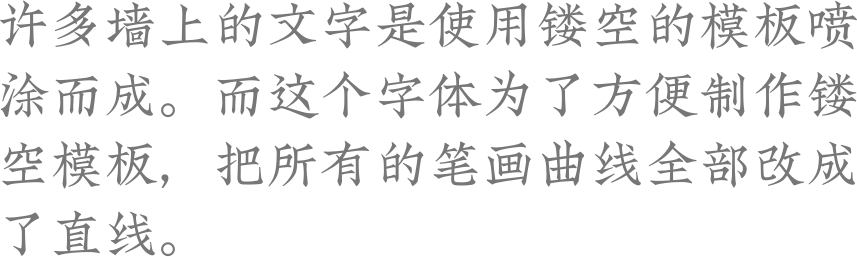 许多墙上的文字是使用镂空的模板喷
涂而成。而这个字体为了方便制作镂
空模板，把所有的笔画曲线全部改成
了直线。